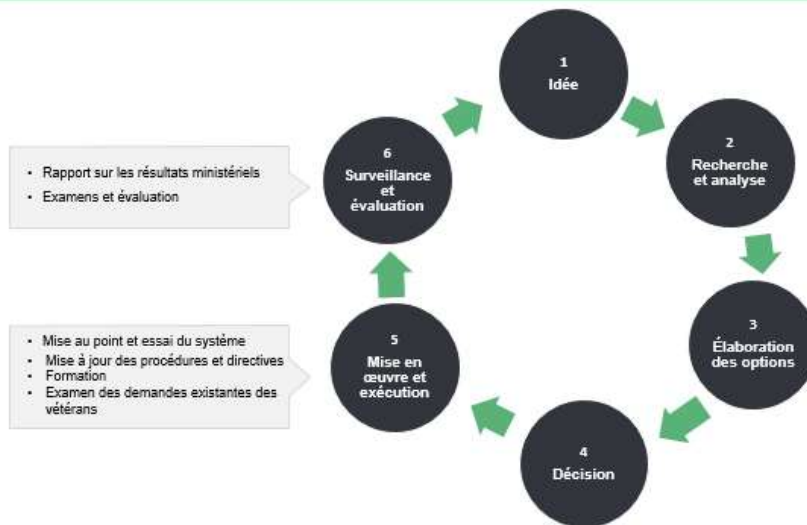 1
Idée
2
Recherche
et analyse
3
Élaboration
des options
4
Décision
5
Mise en
œuvre et
exécution
6
Surveillance
et
évaluation
• Rapport sur les résultats ministériels
• Examens et évaluation
• Mise au point et essai du système
• Mise à jour des procédures et directives
• Formation
• Examen des demandes existantes des
vétérans